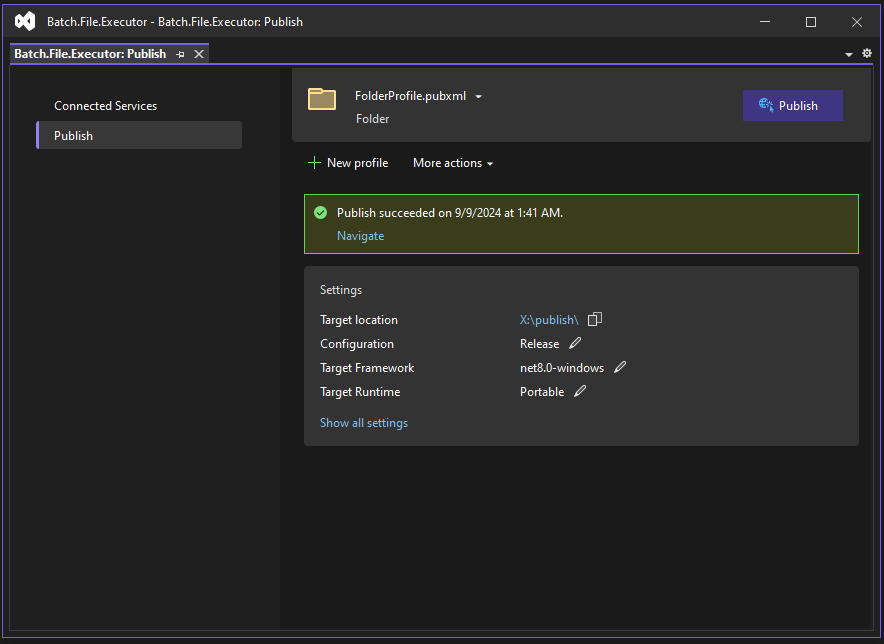 Batch.File.Executor - Batch.File.Executor: Publish
Batch.File.Executor: Publish
Connected Services
Publish
FolderProfile.pubxml
Folder
Publish
New profile More actions
Publish succeeded on 9/9/2024 at 1:41 AM.
Navigate
Settings
Target location X:\publish\
Configuration Release
Target Framework net8.0-windows
Target Runtime Portable
Show all settings